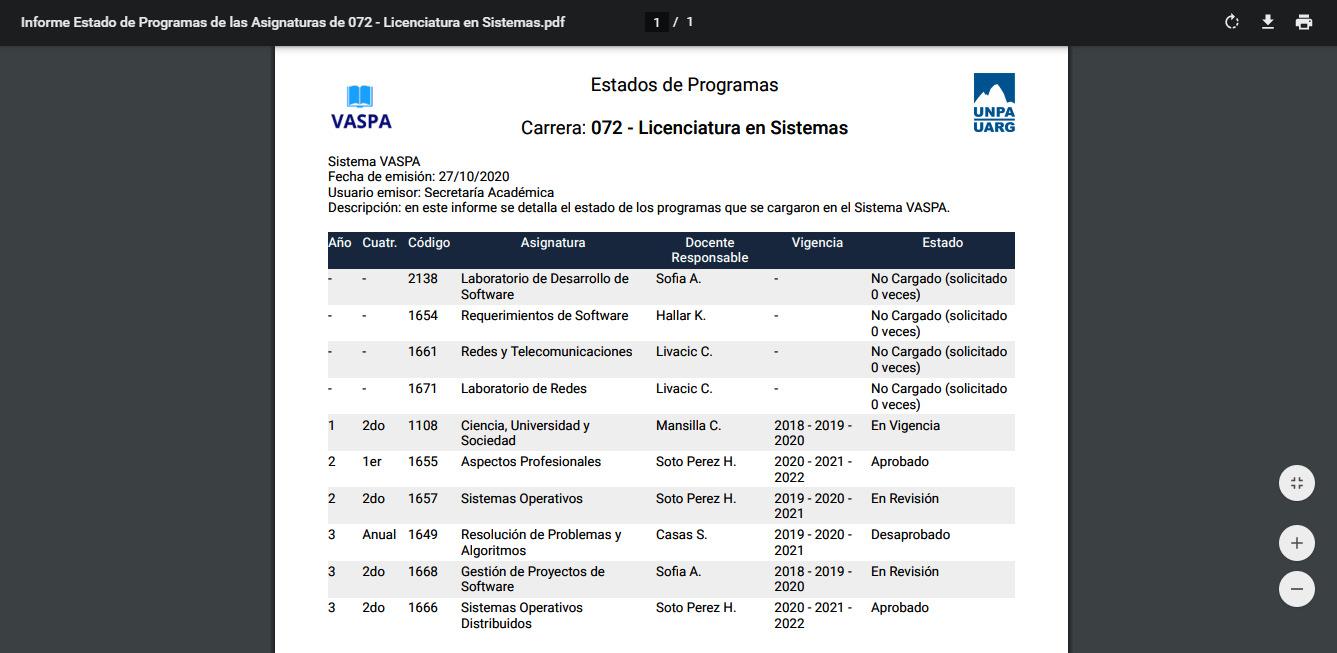 Informe Estado de Programas de las Asignaturas de 072 - Licenciatura en Sistemas.pdf 1 / 1
VASPA
Estados de Programas
Carrera: 072 - Licenciatura en Sistemas
UNPA
UARG
Sistema VASPA
Fecha de emisión: 27/10/2020
Usuario emisor: Secretaría Académica
Descripción: en este informe se detalla el estado de los programas que se cargaron en el Sistema VASPA.
Año Cuatr. Código Asignatura Docente Vigencia Estado
Responsable
- - 2138 Laboratorio de Desarrollo de Sofia A. - No Cargado (solicitado
Software 0 veces)
- - 1654 Requerimientos de Software Hallar K. - No Cargado (solicitado
0 veces)
- - 1661 Redes y Telecomunicaciones Livacic C. - No Cargado (solicitado
0 veces)
- - 1671 Laboratorio de Redes Livacic C. - No Cargado (solicitado
0 veces)
1 2do 1108 Ciencia, Universidad y Mansilla C. 2018 - 2019 - En Vigencia
Sociedad 2020
2 1er 1655 Aspectos Profesionales Soto Perez H. 2020 - 2021 - Aprobado
2022
2 2do 1657 Sistemas Operativos Soto Perez H. 2019 - 2020 - En Revisión
2021
3 Anual 1649 Resolución de Problemas y Casas S. 2019 - 2020 - Desaprobado
Algoritmos 2021
3 2do 1668 Gestión de Proyectos de Sofia A. 2018 - 2019 - En Revisión
Software 2020
3 2do 1666 Sistemas Operativos Soto Perez H. 2020 - 2021 - Aprobado
Distribuidos 2022